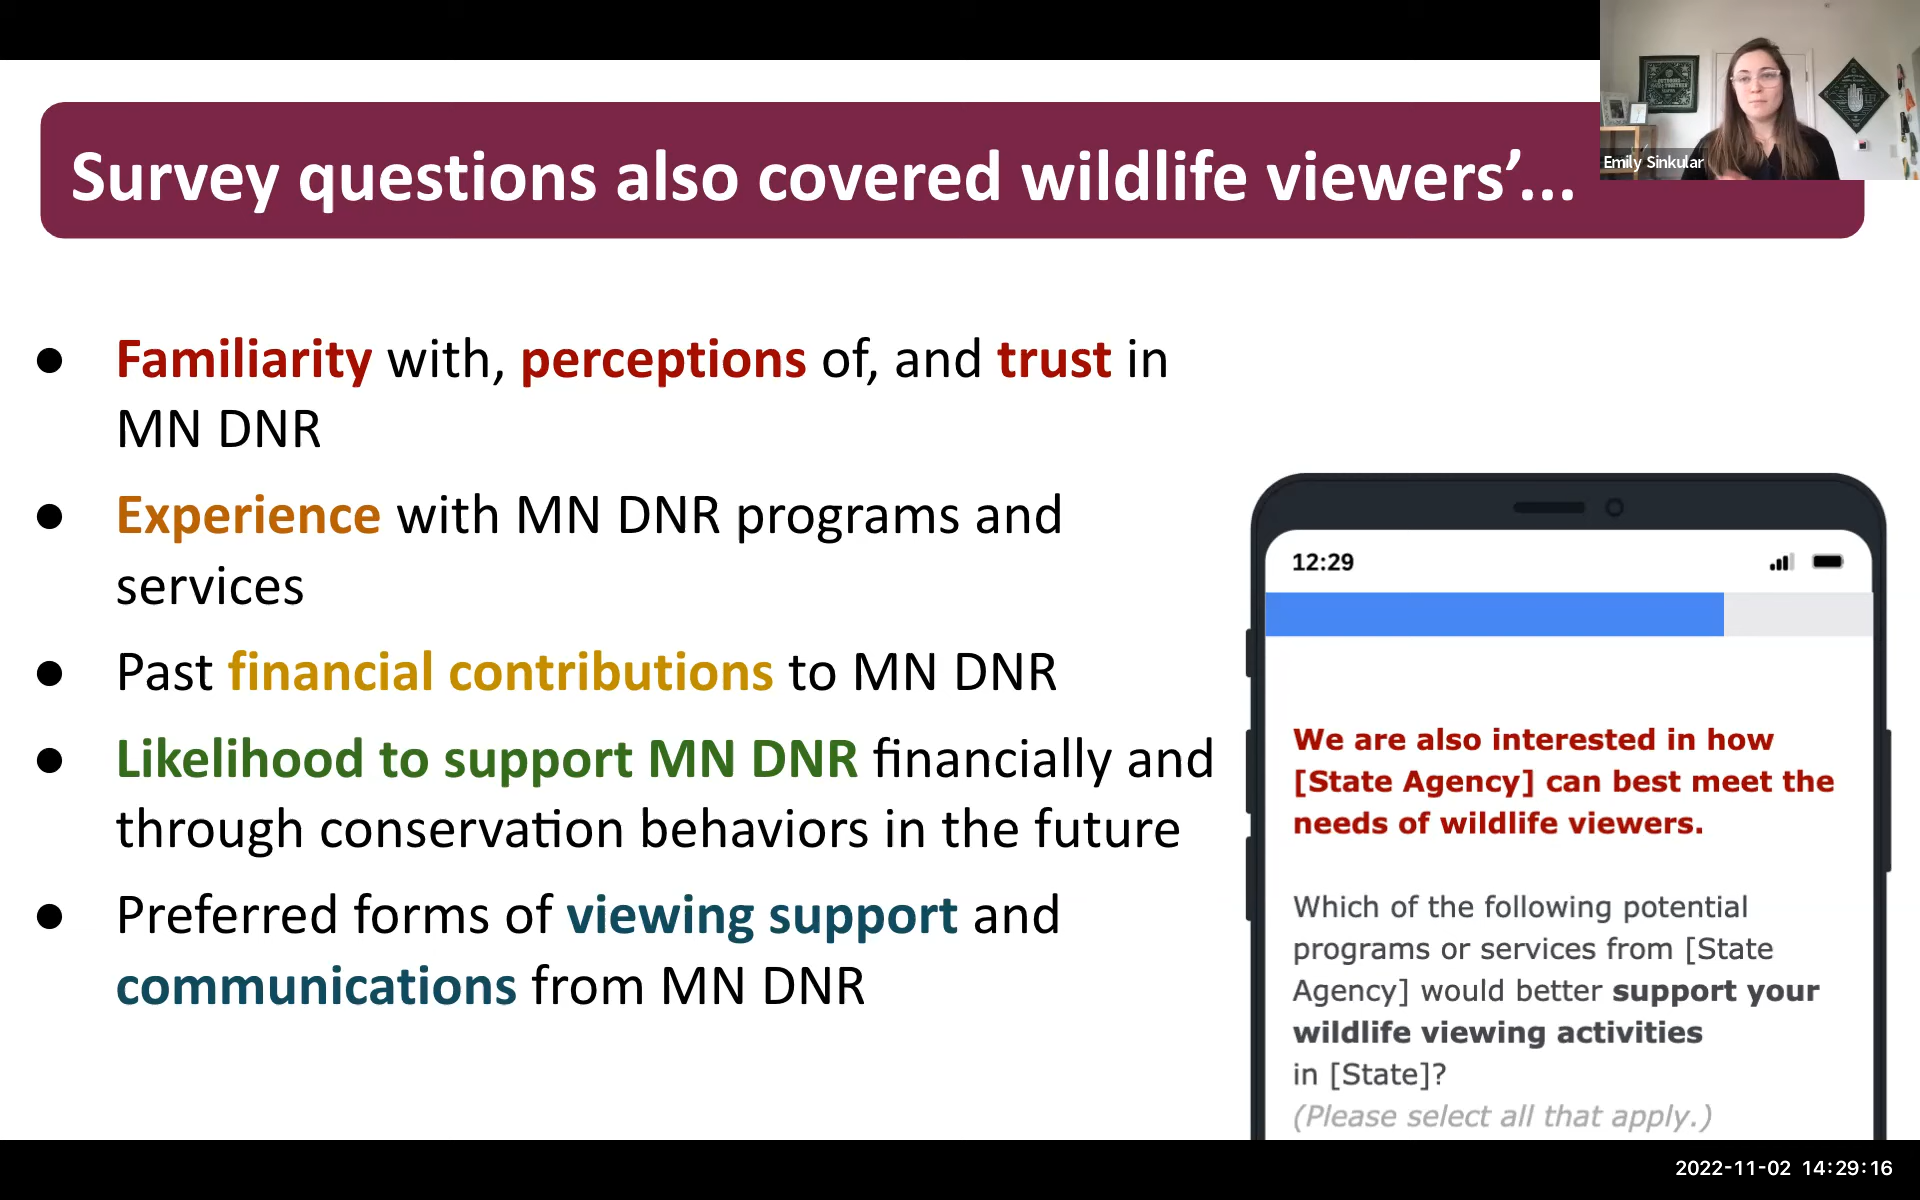 Survey questions also covered wildlife viewers’...
Emily Sinkular
● Familiarity with, perceptions of, and trust in
MN DNR
● Experience with MN DNR programs and
services
● Past financial contributions to MN DNR
● Likelihood to support MN DNR financially and
through conservation behaviors in the future
● Preferred forms of viewing support and
communications from MN DNR
12:29
We are also interested in how
[State Agency] can best meet the
needs of wildlife viewers.
Which of the following potential
programs or services from [State
Agency] would better support your
wildlife viewing activities
in [State]?
(Please select all that apply.)
2022-11-02 14:29:16